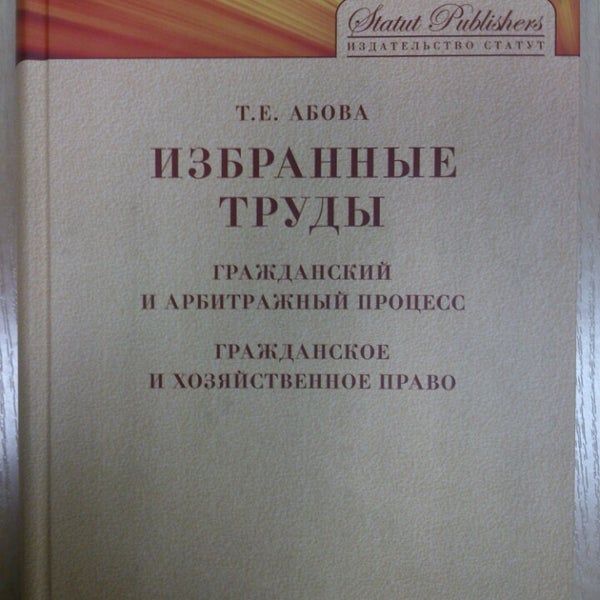 Statut Publishers
ИЗДАТЕЛЬСТВО СТАТУТ
Т.Е. АБОВА
ИЗБРАННЫЕ
ТРУДЫ
ГРАЖДАНСКИЙ
И АРБИТРАЖНЫЙ ПРОЦЕСС
ГРАЖДАНСКОЕ
И ХОЗЯЙСТВЕННОЕ ПРАВО